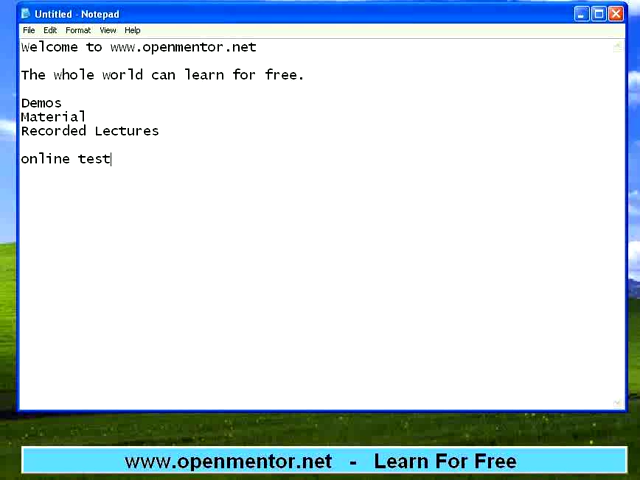 Untitled - Notepad
File Edit Format View Help
Welcome to www.openmentor.net
The whole world can learn for free.
Demos
Material
Recorded Lectures
online test
www.openmentor.net - Learn For Free